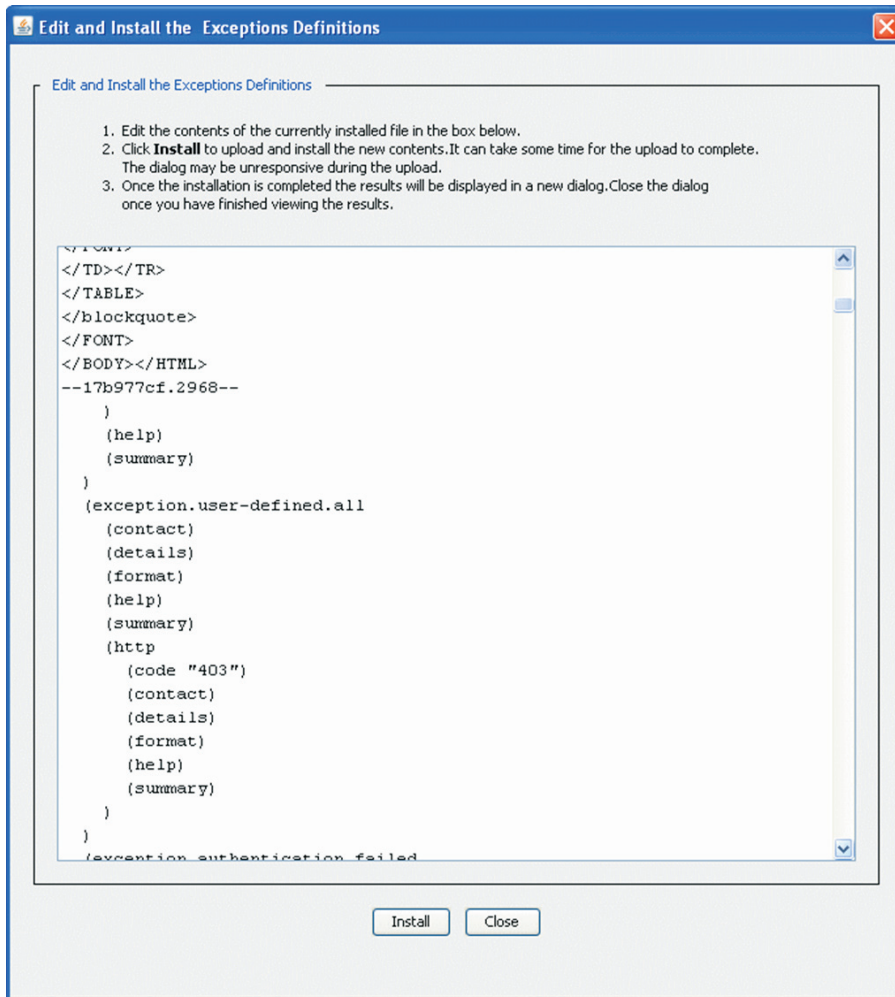 Edit and Install the Exceptions Definitions
Edit and Install the Exceptions Definitions
1. Edit the contents of the currently installed file in the box below.
2. Click Install to upload and install the new contents.It can take some time for the upload to complete.
The dialog may be unresponsive during the upload.
3. Once the installation is completed the results will be displayed in a new dialog.Close the dialog
once you have finished viewing the results.
</FONT>
</TD></TR>
</TABLE>
</blockquote>
</FONT>
</BODY></HTML>
--17b977cf.2968--
)
(help)
(summary)
)
(exception.user-defined.all
(contact)
(details)
(format)
(help)
(summary)
(http
(code "403")
(contact)
(details)
(format)
(help)
(summary)
)
)
(exception.authentication_failed
Install
Close